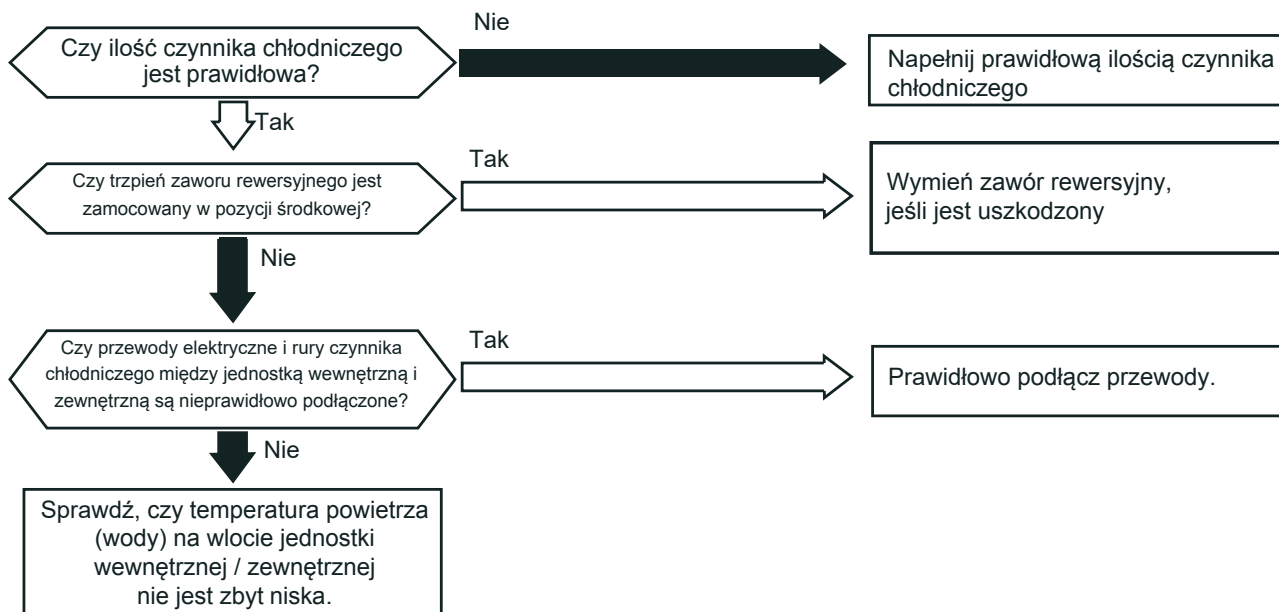 Czy ilość czynnika chłodniczego
jest prawidłowa?
Nie
Napełnij prawidłową ilością czynnika
chłodniczego
Tak
Czy trzpień zaworu rewersyjnego jest
zamocowany w pozycji środkowej?
Tak
Wymień zawór rewersyjny,
jeśli jest uszkodzony
Nie
Czy przewody elektryczne i rury czynnika
chłodniczego między jednostką wewnętrzną i
zewnętrzną są nieprawidłowo podłączone?
Tak
Prawidłowo podłącz przewody.
Nie
Sprawdź, czy temperatura powietrza
(wody) na wlocie jednostki
wewnętrznej / zewnętrznej
nie jest zbyt niska.